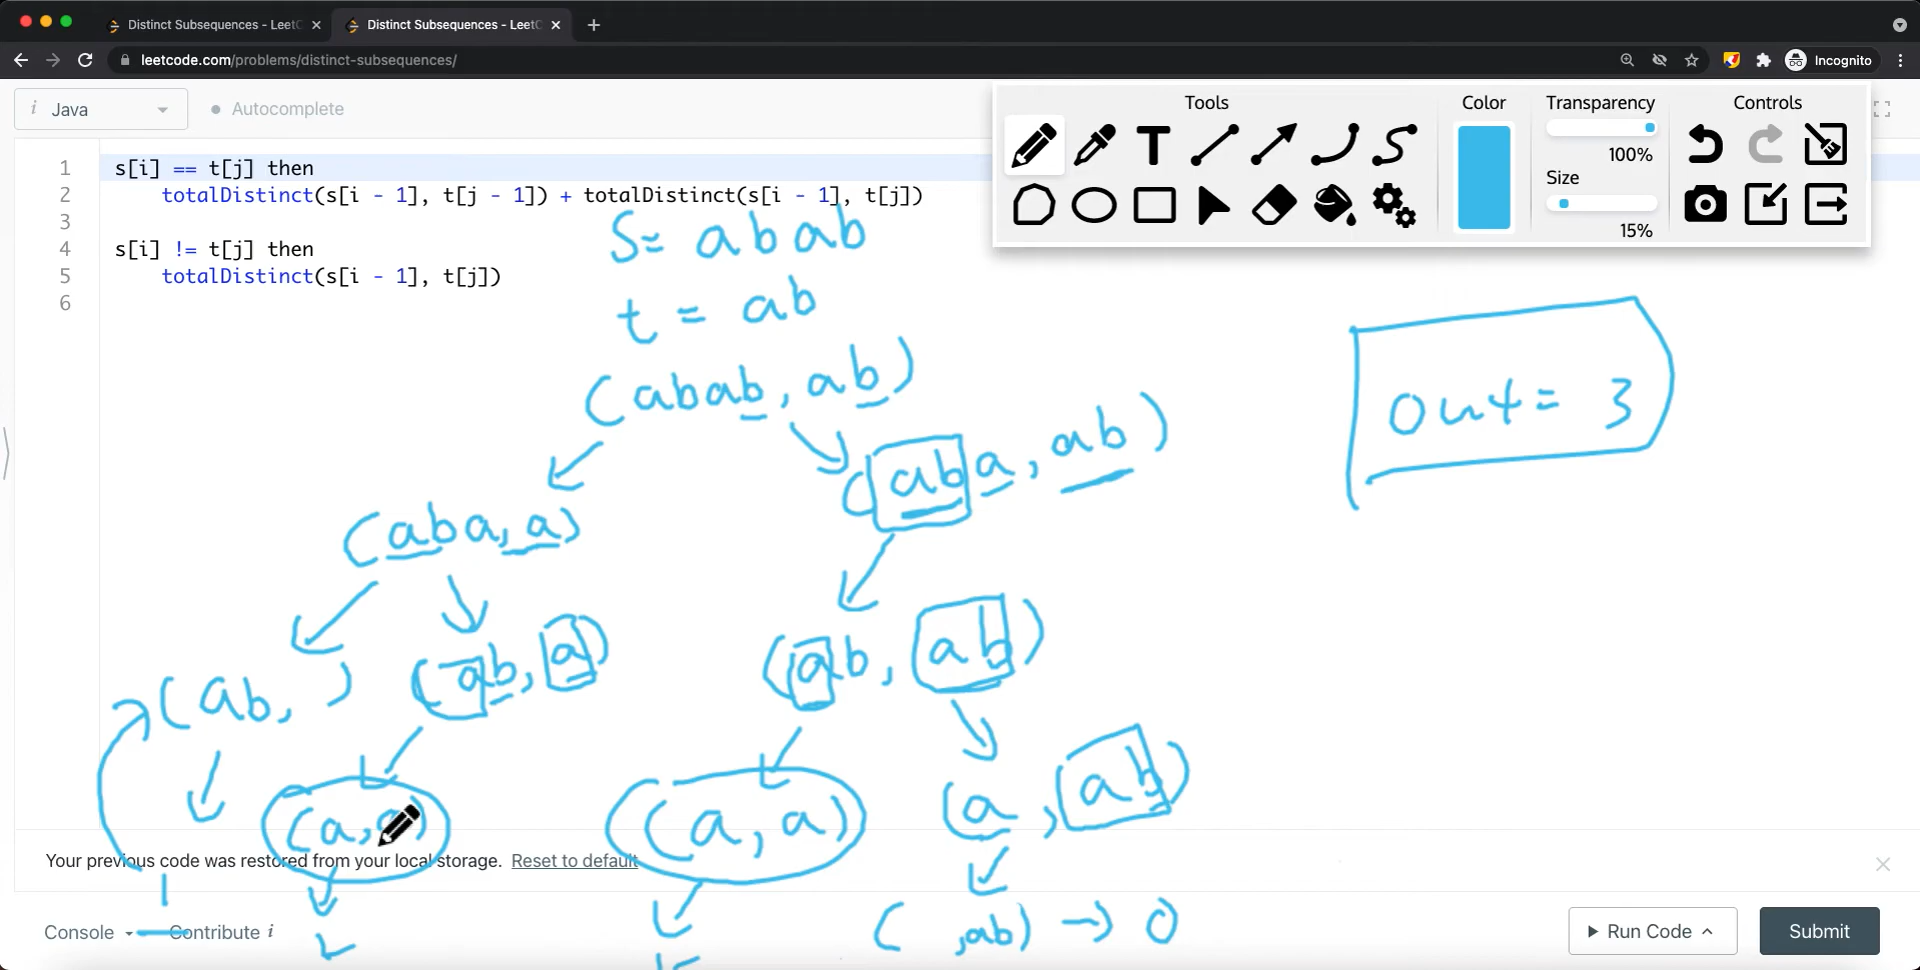 Distinct Subsequences - LeetC
Distinct Subsequences - LeetC
leetcode.com/problems/distinct-subsequences/
Incognito
i Java
Autocomplete
Tools
Color
Transparency
Controls
100%
Size
15%
1 s[i] == t[j] then
2 totalDistinct(s[i - 1], t[j - 1]) + totalDistinct(s[i - 1], t[j])
3
4 s[i] != t[j] then
5 totalDistinct(s[i - 1], t[j])
6
S= abab
t = ab
(abab, ab)
out= 3
(aba, ab)
(aba, a)
(ab, )
(ab, a)
(ab, ab)
(a,a)
(a, a)
(a, ab)
Your previous code was restored from your local storage. Reset to default
1
( ,ab) → 0
Console
Contribute i
Run Code
Submit